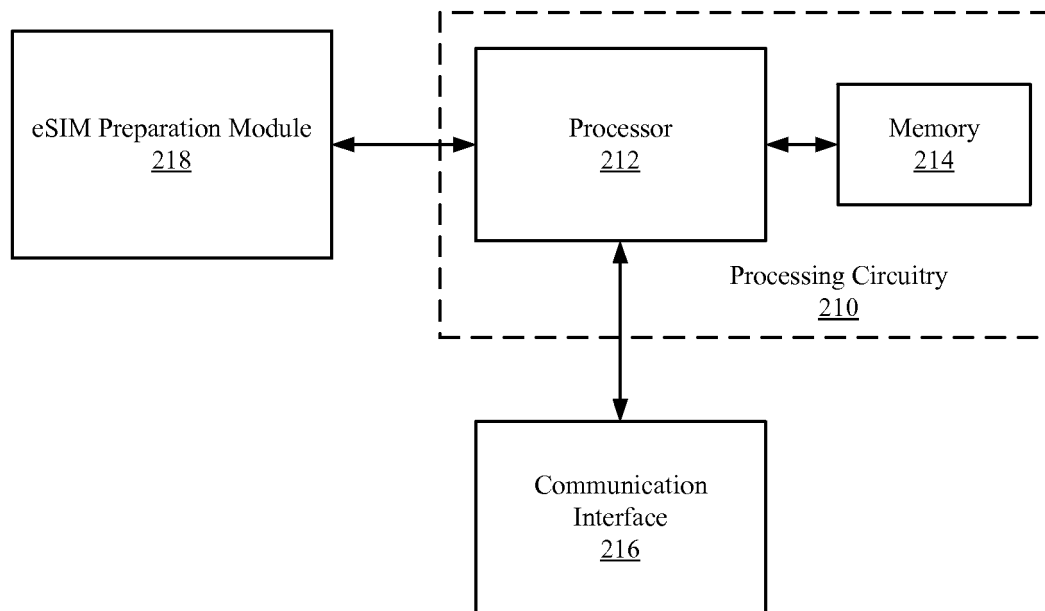 eSIM Preparation Module
218
Processor
212
Memory
214
Processing Circuitry
210
Communication
Interface
216